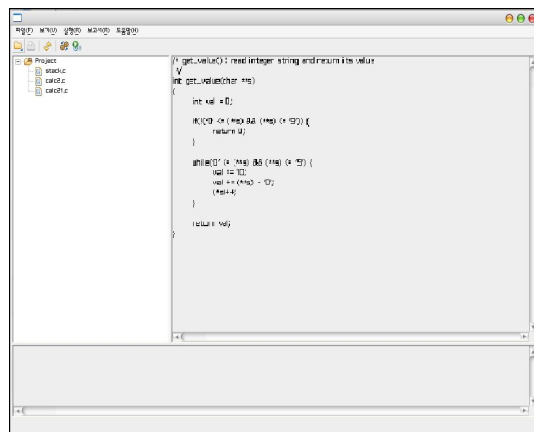 파일(F) 보기(V) 실행(R) 보고서(R) 도움말(H)
Project
stack.c
calc2.c
calc21.c
/* get_value() : read integer string and return its value
*/
int get_value(char **s)
{
int val = 0;
if(!('0' <= (**s) && (**s) <= '9')) {
return 0;
}
while('0' <= (**s) && (**s) <= '9') {
val *= 10;
val += (**s) - '0';
(*s)++;
}
return val;
}